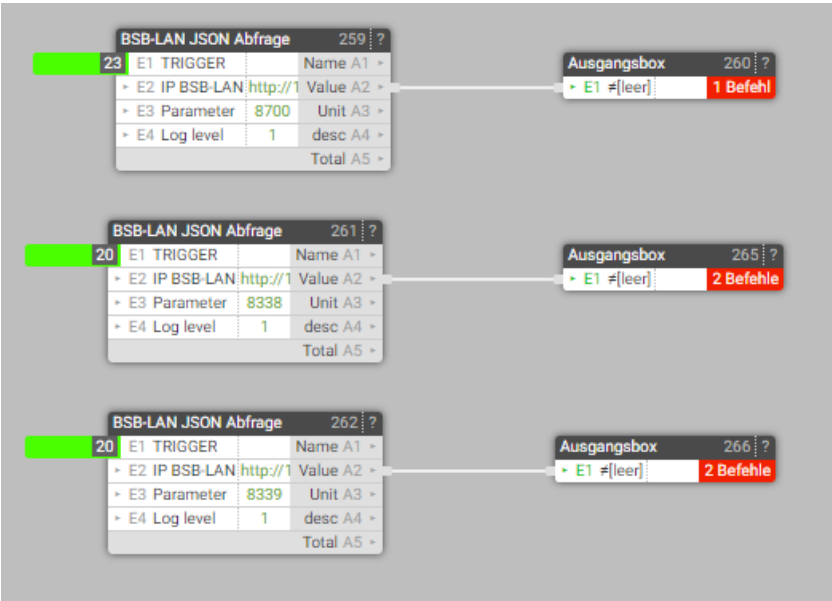 BSB-LAN JSON Abfrage 259 ?
23 E1 TRIGGER Name A1
E2 IP BSB-LAN http://1 Value A2
E3 Parameter 8700 Unit A3
E4 Log level 1 desc A4
Total A5
Ausgangsbox 260 ?
E1 ≠[leer] 1 Befehl
BSB-LAN JSON Abfrage 261 ?
20 E1 TRIGGER Name A1
E2 IP BSB-LAN http://1 Value A2
E3 Parameter 8338 Unit A3
E4 Log level 1 desc A4
Total A5
Ausgangsbox 265 ?
E1 ≠[leer] 2 Befehle
BSB-LAN JSON Abfrage 262 ?
20 E1 TRIGGER Name A1
E2 IP BSB-LAN http://1 Value A2
E3 Parameter 8339 Unit A3
E4 Log level 1 desc A4
Total A5
Ausgangsbox 266 ?
E1 ≠[leer] 2 Befehle